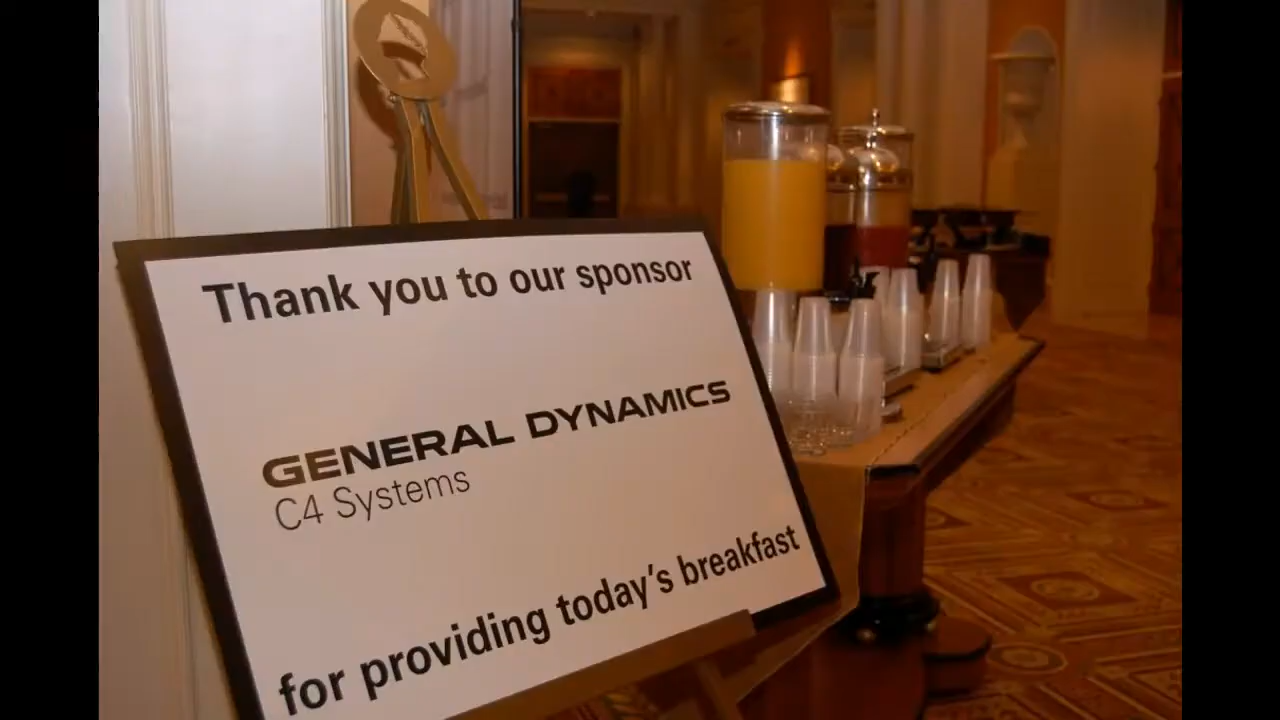 Thank you to our sponsor
GENERAL DYNAMICS
C4 Systems
for providing today's breakfast